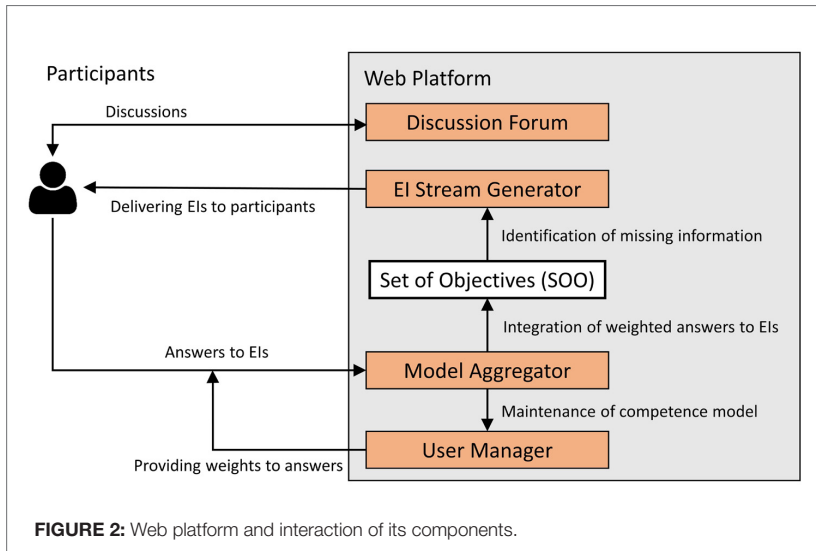 Participants
Web Platform
Discussions
Discussion Forum
EI Stream Generator
Delivering EIs to participants
Identification of missing information
Set of Objectives (SOO)
Integration of weighted answers to EIs
Answers to EIs
Model Aggregator
Maintenance of competence model
User Manager
Providing weights to answers
FIGURE 2: Web platform and interaction of its components.